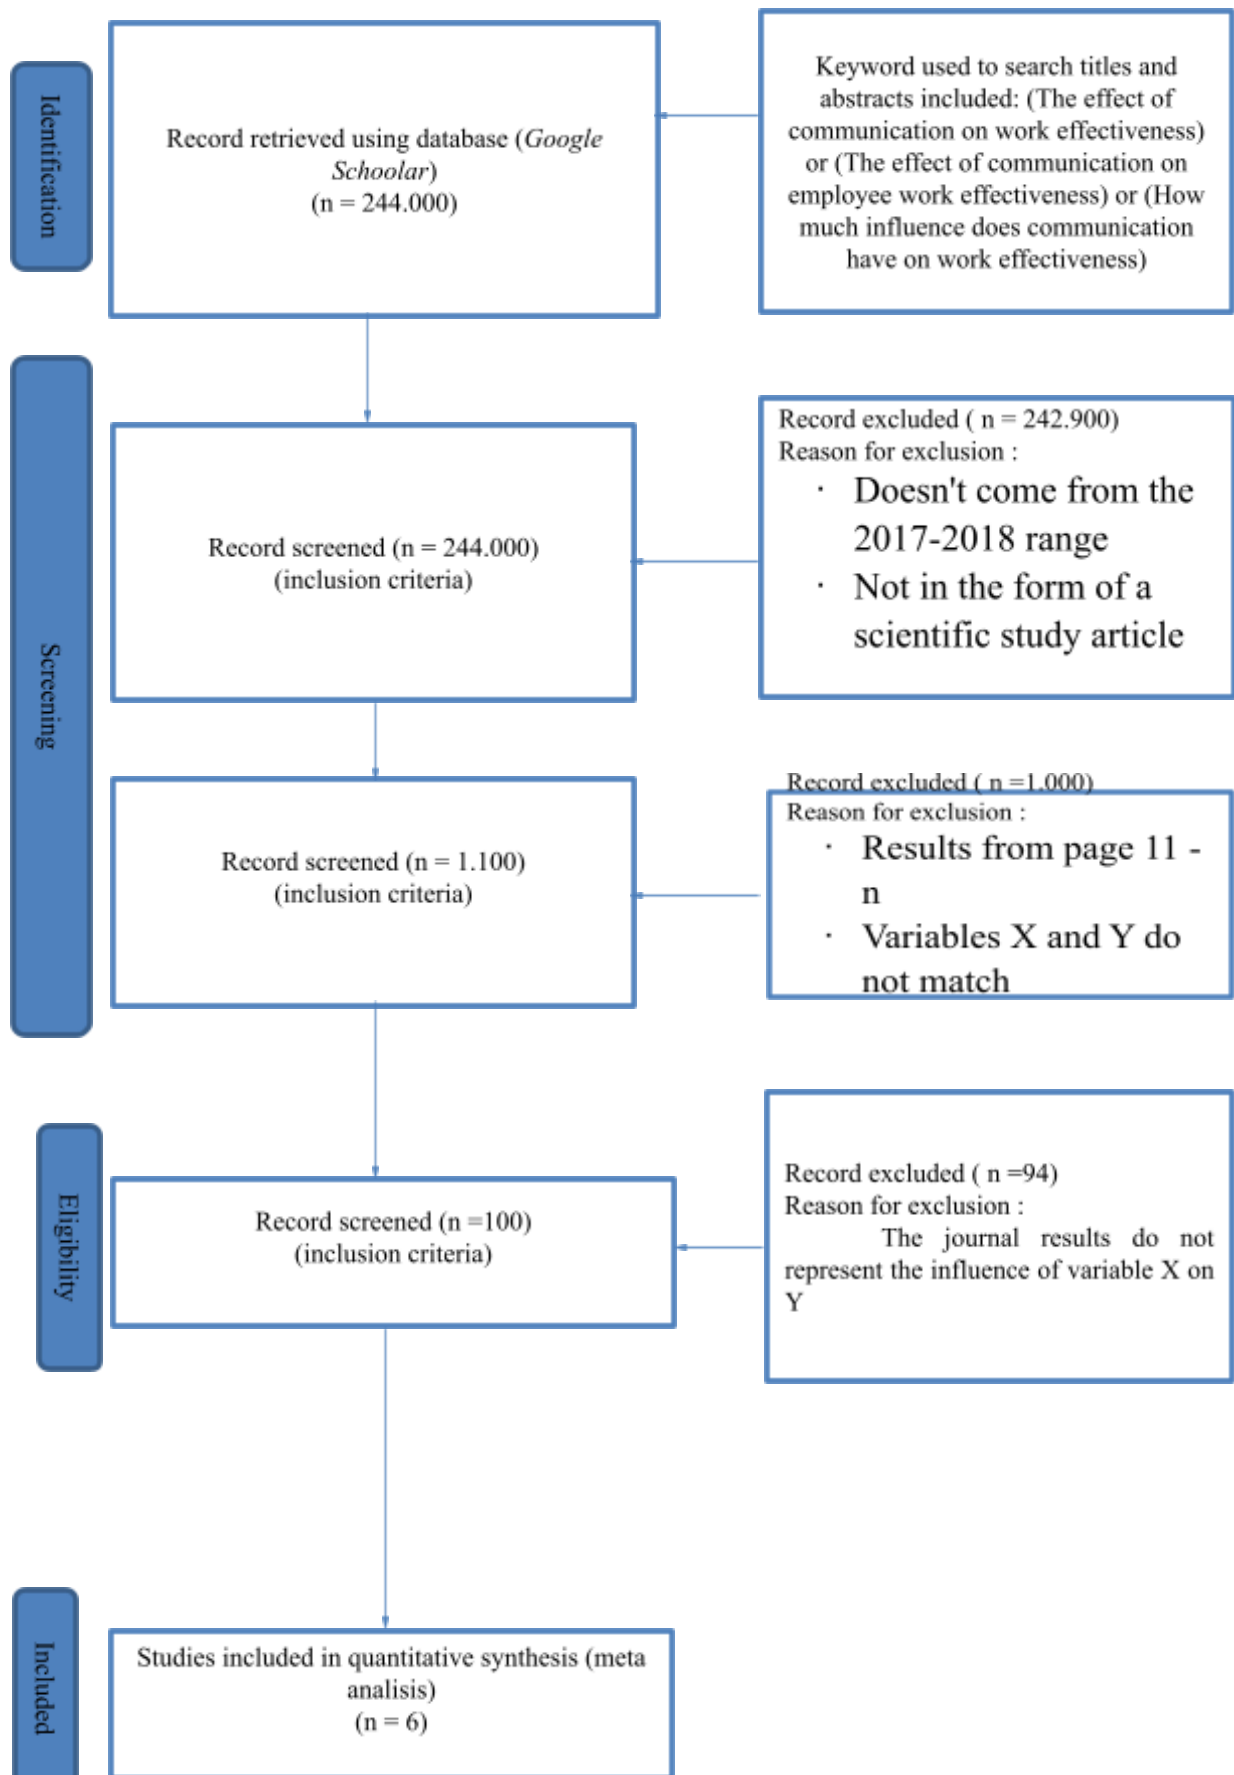 Identification
Record retrieved using database (Google
Schoolar)
(n = 244.000)
Keyword used to search titles and
abstracts included: (The effect of
communication on work effectiveness)
or (The effect of communication on
employee work effectiveness) or (How
much influence does communication
have on work effectiveness)
Screening
Record screened (n = 244.000)
(inclusion criteria)
Record excluded ( n = 242.900)
Reason for exclusion :
· Doesn't come from the
2017-2018 range
· Not in the form of a
scientific study article
Record screened (n = 1.100)
(inclusion criteria)
Record excluded ( n =1.000)
Reason for exclusion :
· Results from page 11 -
n
· Variables X and Y do
not match
Eligibility
Record screened (n =100)
(inclusion criteria)
Record excluded ( n =94)
Reason for exclusion :
The journal results do not
represent the influence of variable X on
Y
Included
Studies included in quantitative synthesis (meta
analisis)
(n = 6)